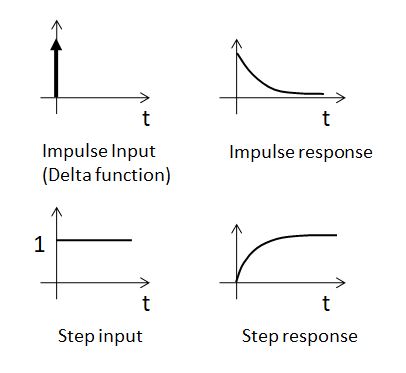 t
t
Impulse Input
(Delta function)
Impulse response
1
t
t
Step input
Step response